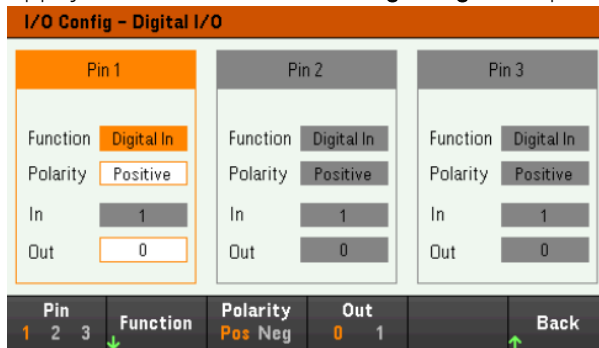 I/O Config - Digital I/O
Pin 1
Function Digital In
Polarity Positive
In 1
Out 0
Pin 2
Function Digital In
Polarity Positive
In 1
Out 0
Pin 3
Function Digital In
Polarity Positive
In 1
Out 0
Pin
1 2 3
Function
Polarity
Pos Neg
Out
0 1
Back